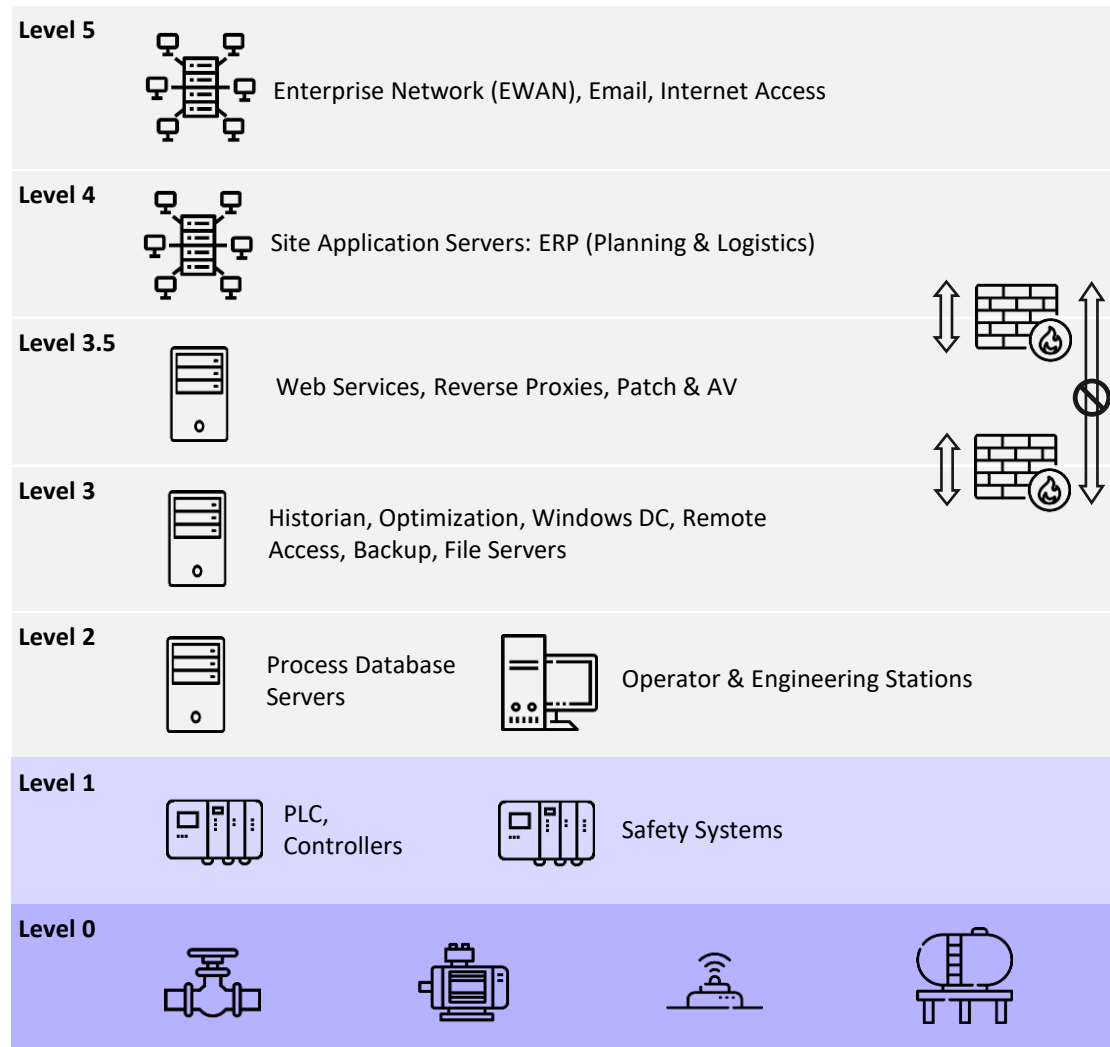 Level 5
Enterprise Network (EWAN), Email, Internet Access
Level 4
Site Application Servers: ERP (Planning & Logistics)
Level 3.5
Web Services, Reverse Proxies, Patch & AV
Level 3
Historian, Optimization, Windows DC, Remote
Access, Backup, File Servers
Level 2
Process Database
Servers
Operator & Engineering Stations
Level 1
PLC,
Controllers
Safety Systems
Level 0